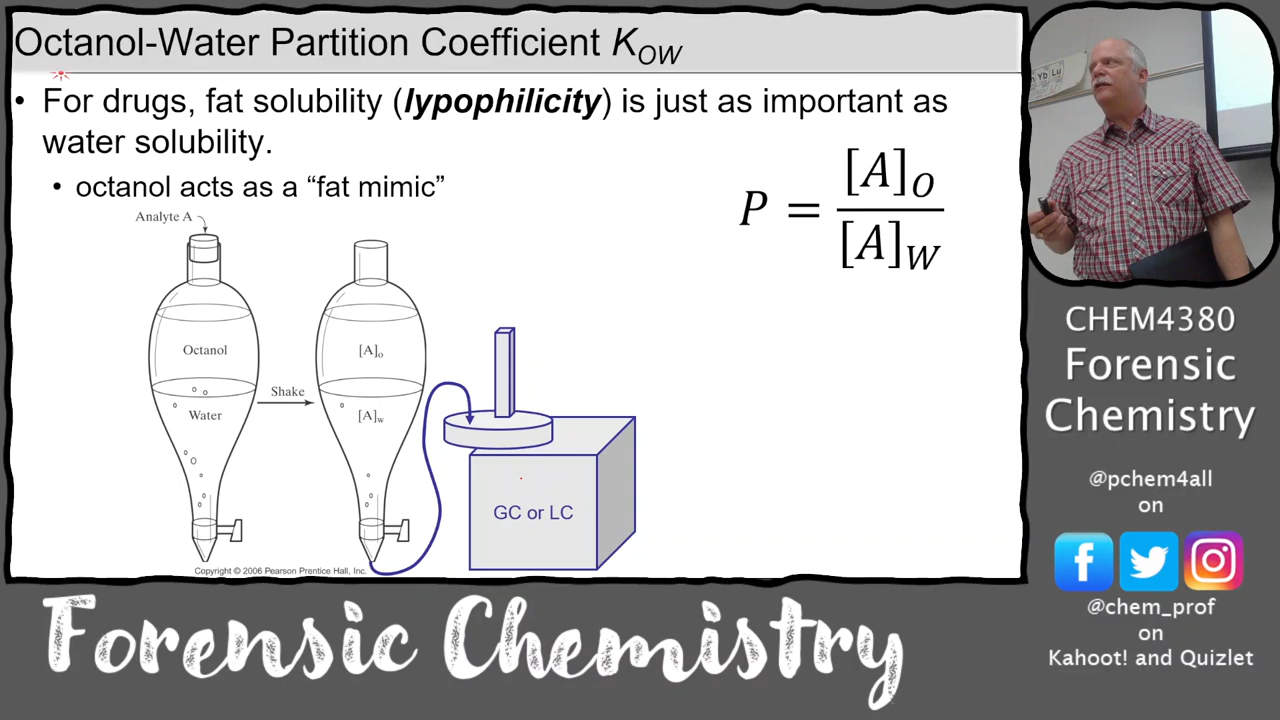 Octanol-Water Partition Coefficient K_OW
• For drugs, fat solubility (lypophilicity) is just as important as
water solubility.
• octanol acts as a “fat mimic”
P = [A]_O / [A]_W
Analyte A
Octanol
Water
Shake
[A]o
[A]w
GC or LC
Copyright © 2006 Pearson Prentice Hall, Inc.
Yb Lu
CHEM4380
Forensic
Chemistry
@pchem4all
on
f
@chem_prof
on
Kahoot! and Quizlet
Forensic Chemistry